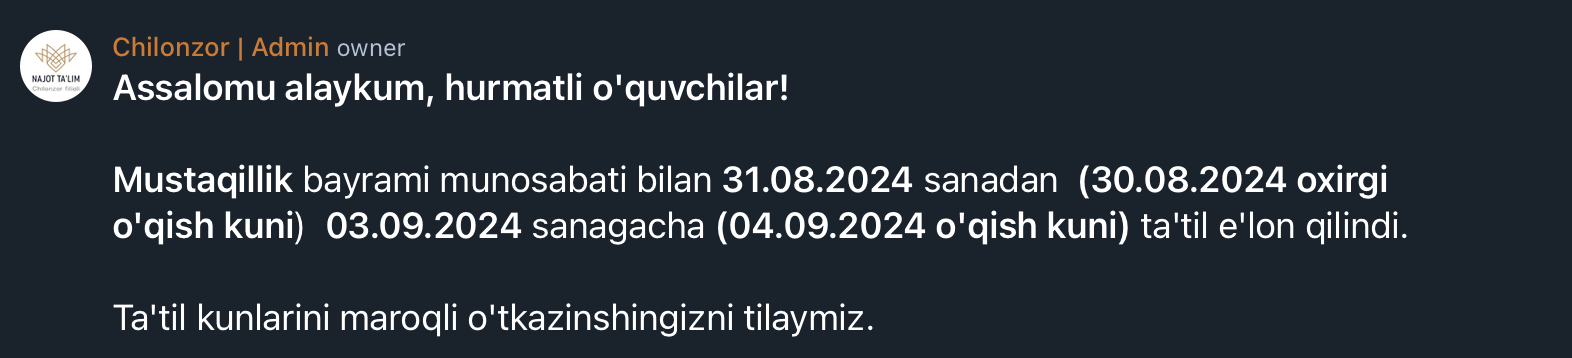 Chilonzor | Admin owner
NAJOT TA'LIM
Chilonzor filiali
Assalomu alaykum, hurmatli o'quvchilar!
Mustaqillik bayrami munosabati bilan 31.08.2024 sanadan (30.08.2024 oxirgi
o'qish kuni) 03.09.2024 sanagacha (04.09.2024 o'qish kuni) ta'til e'lon qilindi.
Ta'til kunlarini maroqli o'tkazinshingizni tilaymiz.